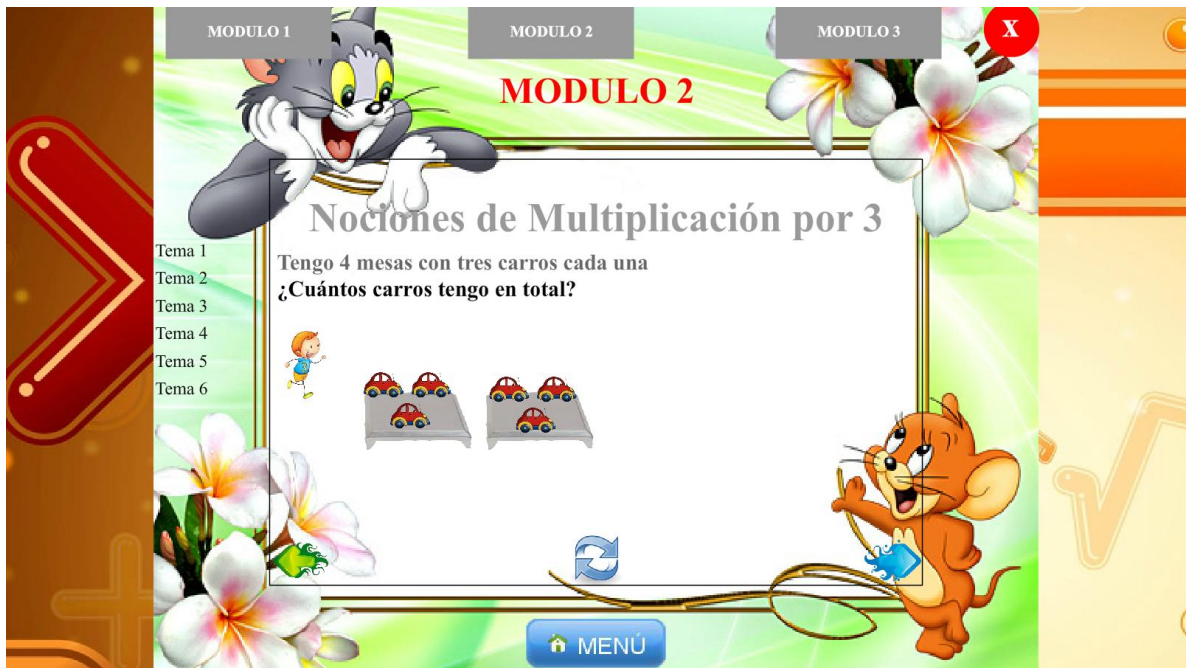 MODULO 1
MODULO 2
MODULO 3
X
MODULO 2
Nociones de Multiplicación por 3
Tengo 4 mesas con tres carros cada una
¿Cuántos carros tengo en total?
Tema 1
Tema 2
Tema 3
Tema 4
Tema 5
Tema 6
MENÚ